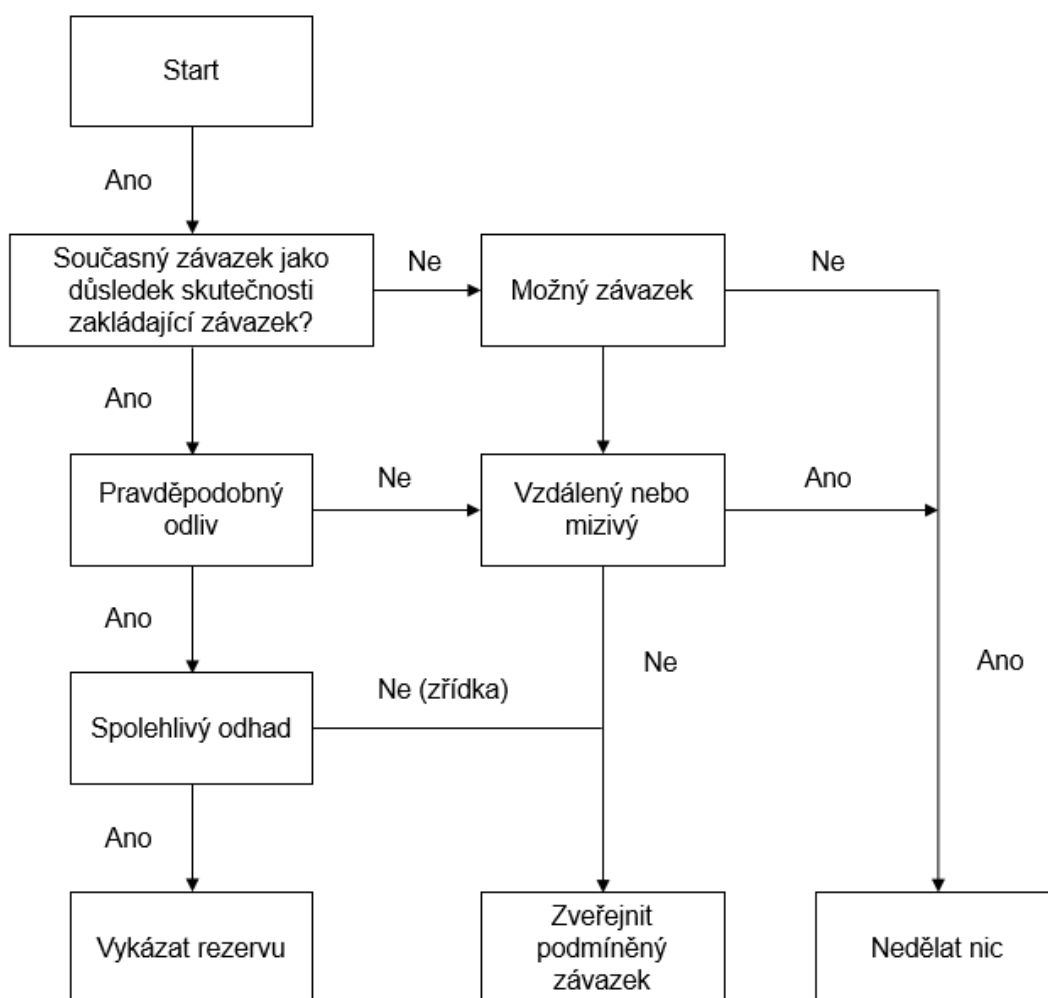 Start
Ano
Současný závazek jako
důsledek skutečnosti
zakládající závazek?
Ne
Možný závazek
Ne
Ano
Pravděpodobný
odliv
Ne
Vzdálený nebo
mizivý
Ano
Ano
Ne
Ano
Spolehlivý odhad
Ne (zřídka)
Ano
Vykázat rezervu
Zveřejnit
podmíněný
závazek
Nedělat nic